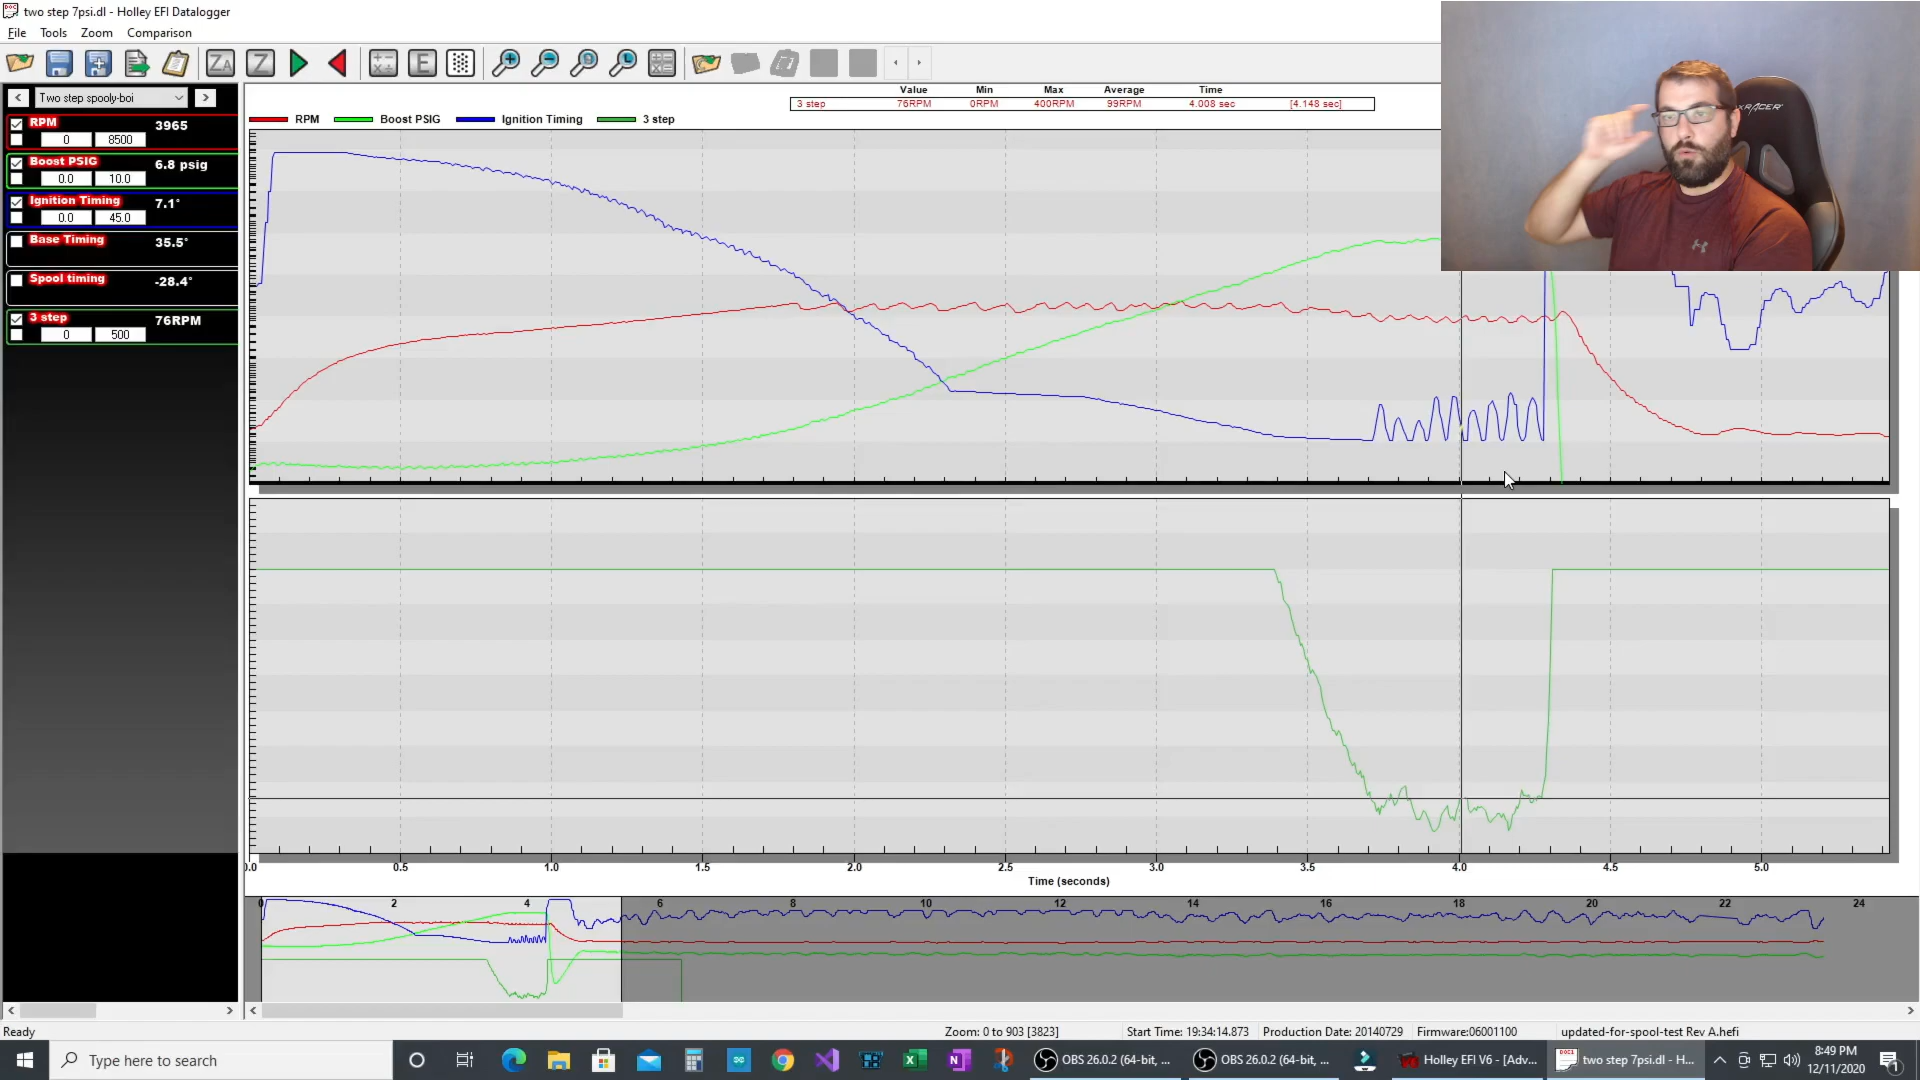 two step 7psi.dl - Holley EFI Datalogger
File Tools Zoom Comparison
Two step spooly-boi
RPM 3965
0 8500
Boost PSIG 6.8 psig
0.0 10.0
Ignition Timing 7.1°
0.0 45.0
Base Timing 35.5°
Spool timing -28.4°
3 step 76RPM
0 500
Value Min Max Average Time
3 step 76RPM 0RPM 400RPM 99RPM 4.008 sec [4.148 sec]
RPM Boost PSIG Ignition Timing 3 step
XRACER
0.0 0.5 1.0 1.5 2.0 2.5 3.0 3.5 4.0 4.5 5.0
Time (seconds)
0 2 4 6 8 10 12 14 16 18 20 22 24
Ready Zoom: 0 to 903 [3823] Start Time: 19:34:14.873 Production Date: 20140729 Firmware:06001100 updated-for-spool-test Rev A.hefi
Type here to search OBS 26.0.2 (64-bit, ... OBS 26.0.2 (64-bit, ... Holley EFI V6 - [Adv... two step 7psi.dl - H... 8:49 PM
12/11/2020